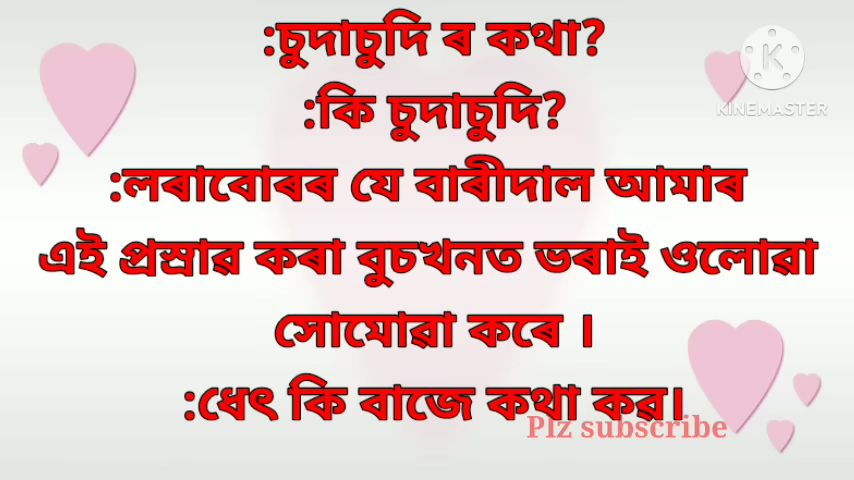 :চুদাচুদি ৰ কথা?
KINEMASTER
:কি চুদাচুদি?
:লৰাবোৰৰ যে বাৰীদাল আমাৰ
এই প্ৰস্ৰাৱ কৰা বুচখনত ভৰাই ওলোৱা
সোমোৱা কৰে ।
:ধেৎ কি বাজে কথা কৱ।
Plz subscribe